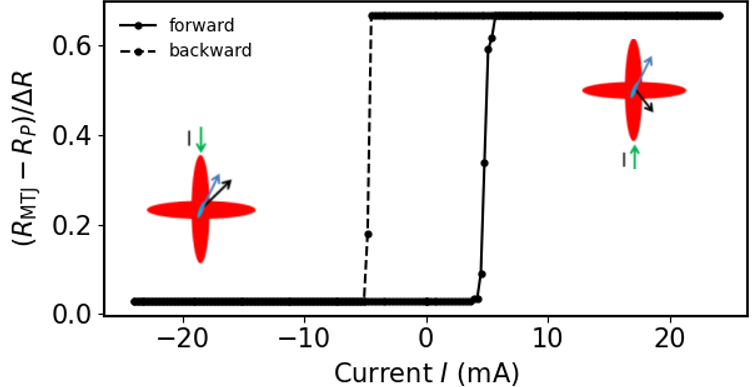 forward
backward
0.6
0.4
0.2
0.0
(R_MTJ − R_P)/ΔR
I
I
−20
−10
0
10
20
Current I (mA)